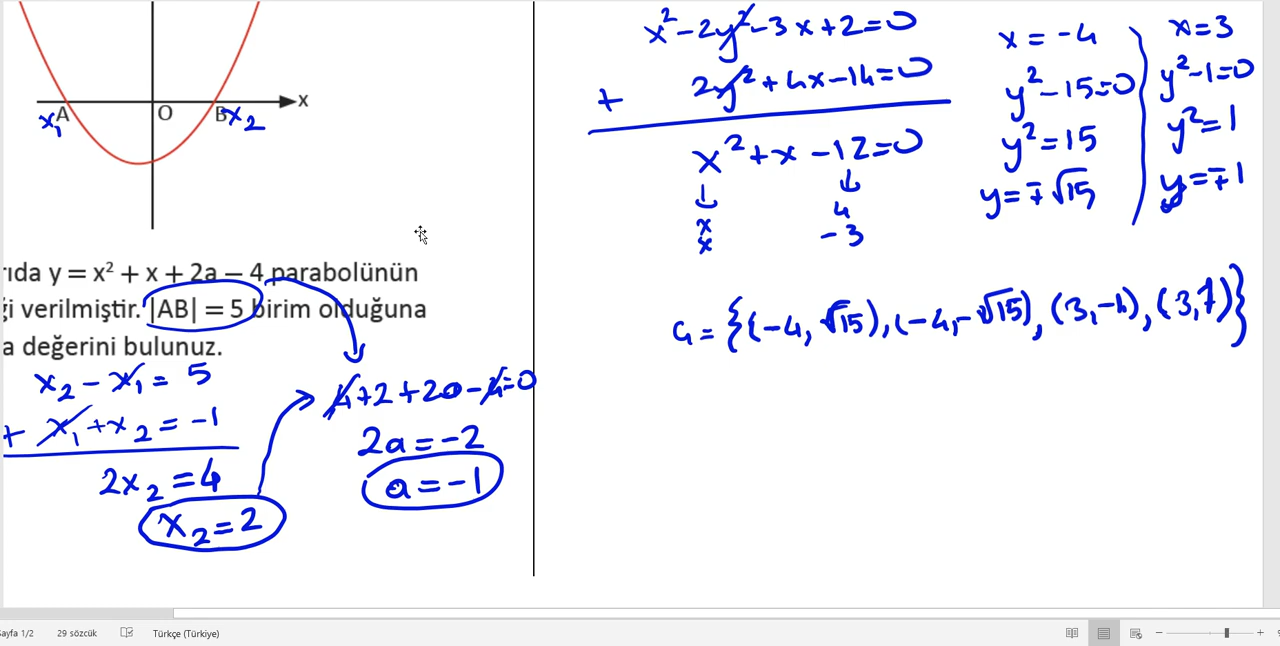 x
A
O
B
x₁
x₂
ıda y = x² + x + 2a – 4 parabolünün
i verilmiştir. |AB| = 5 birim olduğuna
a değerini bulunuz.
x₂ - x₁ = 5
+ x₁ + x₂ = -1
2x₂ = 4
x₂ = 2
4 + 2 + 2a - 4 = 0
2a = -2
a = -1
x² - 2y² - 3x + 2 = 0
+ 2y² + 4x - 14 = 0
x² + x - 12 = 0
x 4
x -3
x = -4
y² - 15 = 0
y² = 15
y = ∓√15
x = 3
y² - 1 = 0
y² = 1
y = ∓1
Ç = {(-4, √15), (-4, -√15), (3, -1), (3, 1)}
Sayfa 1/2 29 sözcük Türkçe (Türkiye)